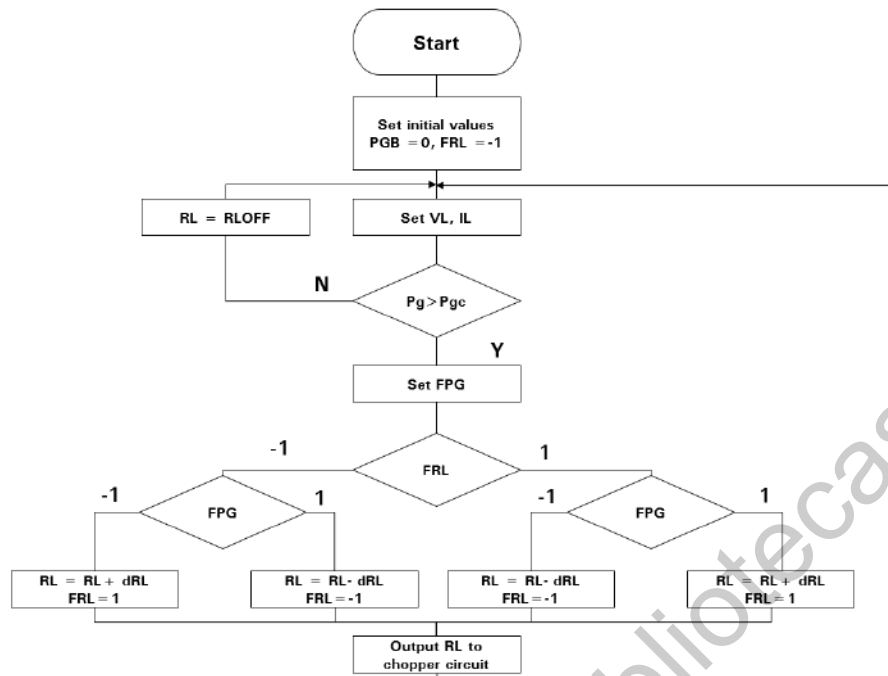 Start
Set initial values
PGB = 0, FRL = -1
RL = RLOFF
Set VL, IL
N
Pg > Pgc
Y
Set FPG
-1
FRL
1
-1
FPG
1
-1
FPG
1
RL = RL + dRL
FRL = 1
RL = RL- dRL
FRL = -1
RL = RL- dRL
FRL = -1
RL = RL + dRL
FRL = 1
Output RL to
chopper circuit
bliotecas